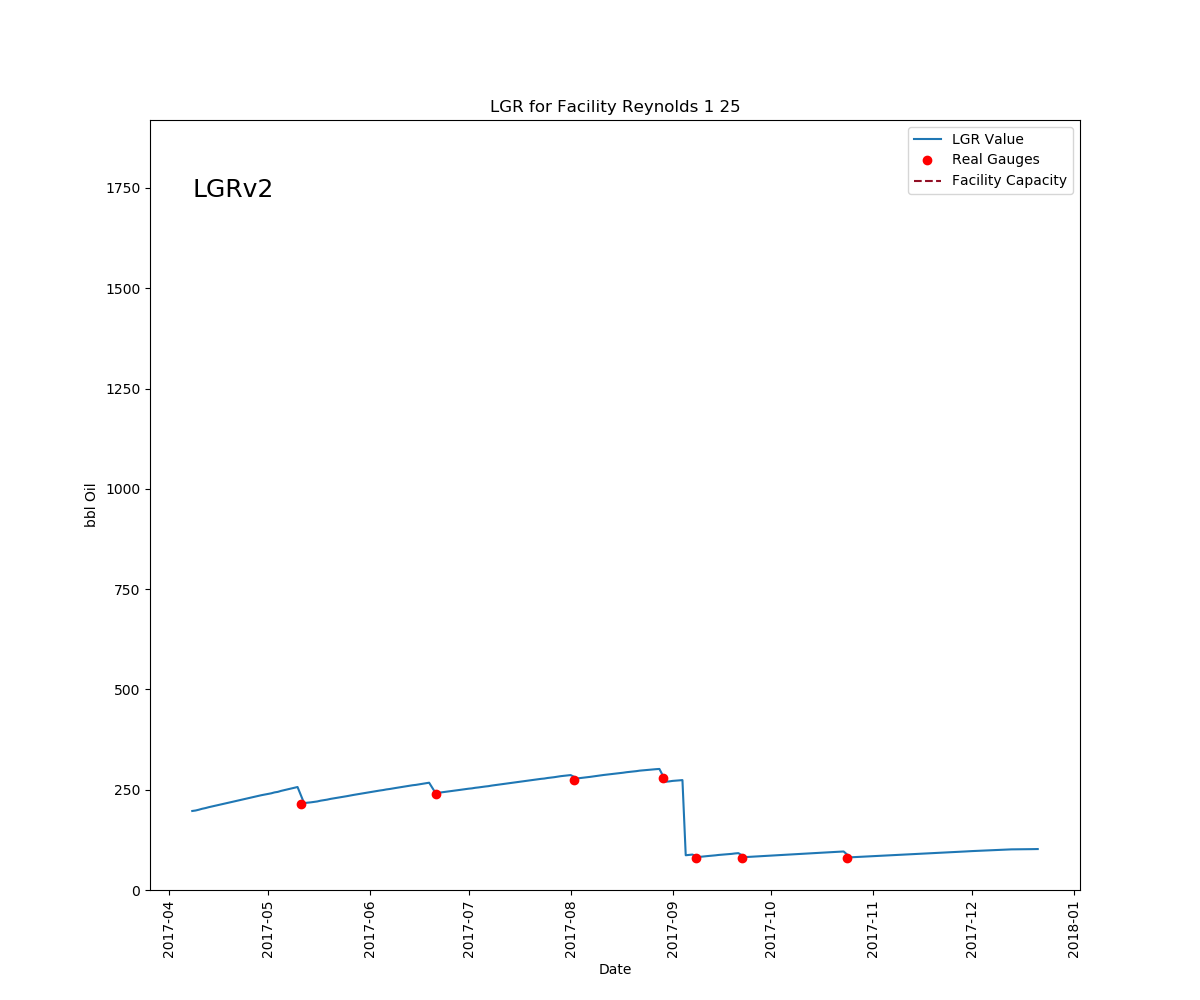 LGR for Facility Reynolds 1 25
LGR Value
Real Gauges
Facility Capacity
LGRv2
1750
1500
1250
1000
750
500
250
0
bbl Oil
2017-04
2017-05
2017-06
2017-07
2017-08
2017-09
2017-10
2017-11
2017-12
2018-01
Date